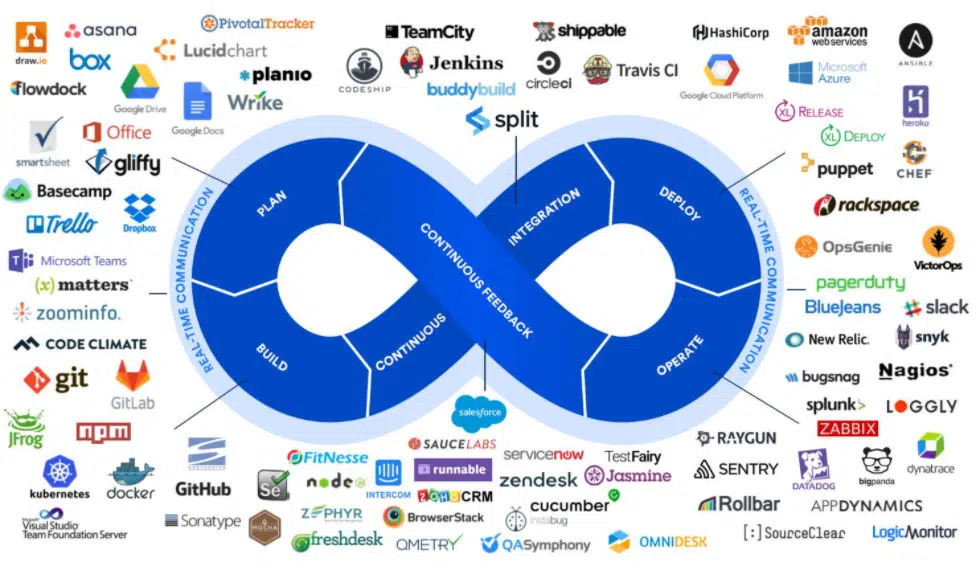 draw.io
asana
PivotalTracker
box
Lucidchart
flowdock
Google Drive
planio
Google Docs
Wrike
smartsheet
Office
gliffy
Basecamp
Trello
Dropbox
Microsoft Teams
(x)matters
zoominfo.
CODE CLIMATE
git
GitLab
JFrog
npm
kubernetes
docker
GitHub
Visual Studio
Team Foundation Server
Sonatype
TeamCity
shippable
CODESHIP
Jenkins
buddybuild
circleci
Travis CI
split
HashiCorp
amazon
webservices
Google Cloud Platform
Microsoft
Azure
ANSIBLE
XL RELEASE
XL DEPLOY
heroku
puppet
CHEF
rackspace.
OpsGenie
VictorOps
pagerduty
BlueJeans
slack
New Relic.
snyk
bugsnag
Nagios®
splunk>
LOGGLY
ZABBIX
RAYGUN
SENTRY
DATADOG
bigpanda
dynatrace
Rollbar
APPDYNAMICS
[:]SourceClear
LogicMonitor
REAL-TIME COMMUNICATION
PLAN
BUILD
CONTINUOUS
INTEGRATION
CONTINUOUS FEEDBACK
DEPLOY
OPERATE
REAL-TIME COMMUNICATION
salesforce
SAUCELABS
FitNesse
Se
node
INTERCOM
runnable
ZOHO CRM
servicenow
TestFairy
zendesk
Jasmine
ZEPHYR
MOCHA
BrowserStack
cucumber
instabug
freshdesk
QMETRY
QASymphony
OMNIDESK